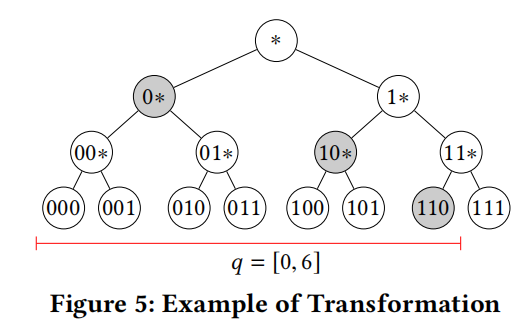 *
0* 1*
00* 01* 10* 11*
000 001 010 011 100 101 110 111
q = [0, 6]
Figure 5: Example of Transformation